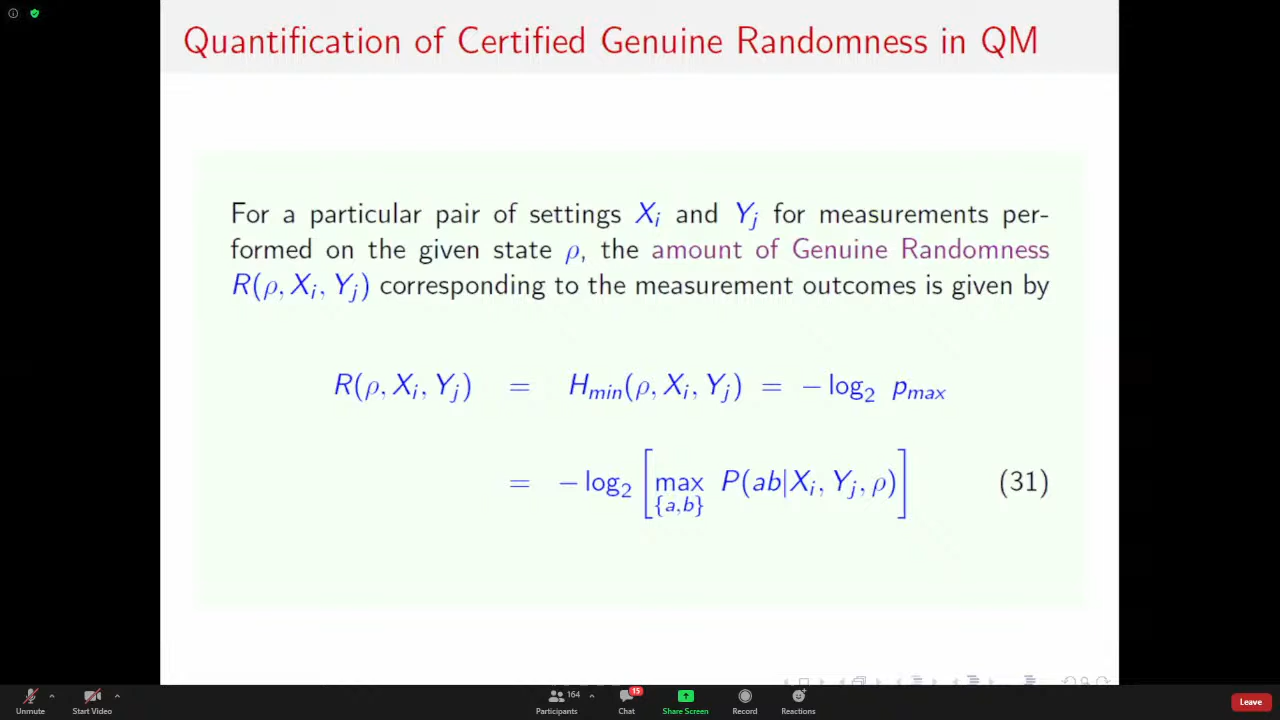 Quantification of Certified Genuine Randomness in QM
For a particular pair of settings Xᵢ and Yⱼ for measurements per-
formed on the given state ρ, the amount of Genuine Randomness
R(ρ, Xᵢ, Yⱼ) corresponding to the measurement outcomes is given by
R(ρ, Xᵢ, Yⱼ) = H_min(ρ, Xᵢ, Yⱼ) = − log₂ p_max
= − log₂ [max_{a,b} P(ab|Xᵢ, Yⱼ, ρ)] (31)
Unmute Start Video Participants 164 Chat 15 Share Screen Record Reactions Leave